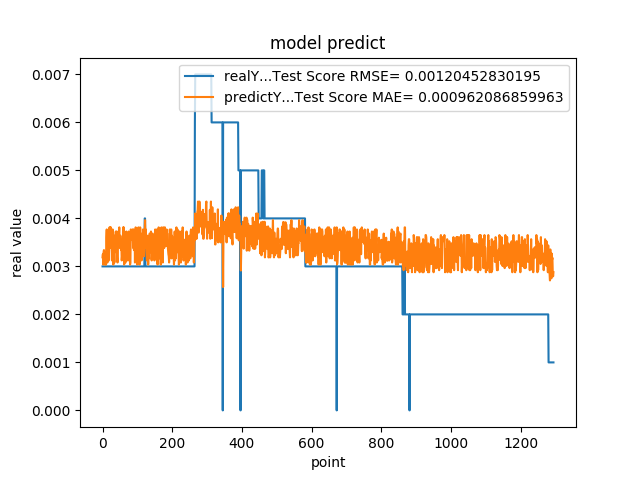 model predict
realY...Test Score RMSE= 0.00120452830195
predictY...Test Score MAE= 0.000962086859963
real value
0.007
0.006
0.005
0.004
0.003
0.002
0.001
0.000
0 200 400 600 800 1000 1200
point